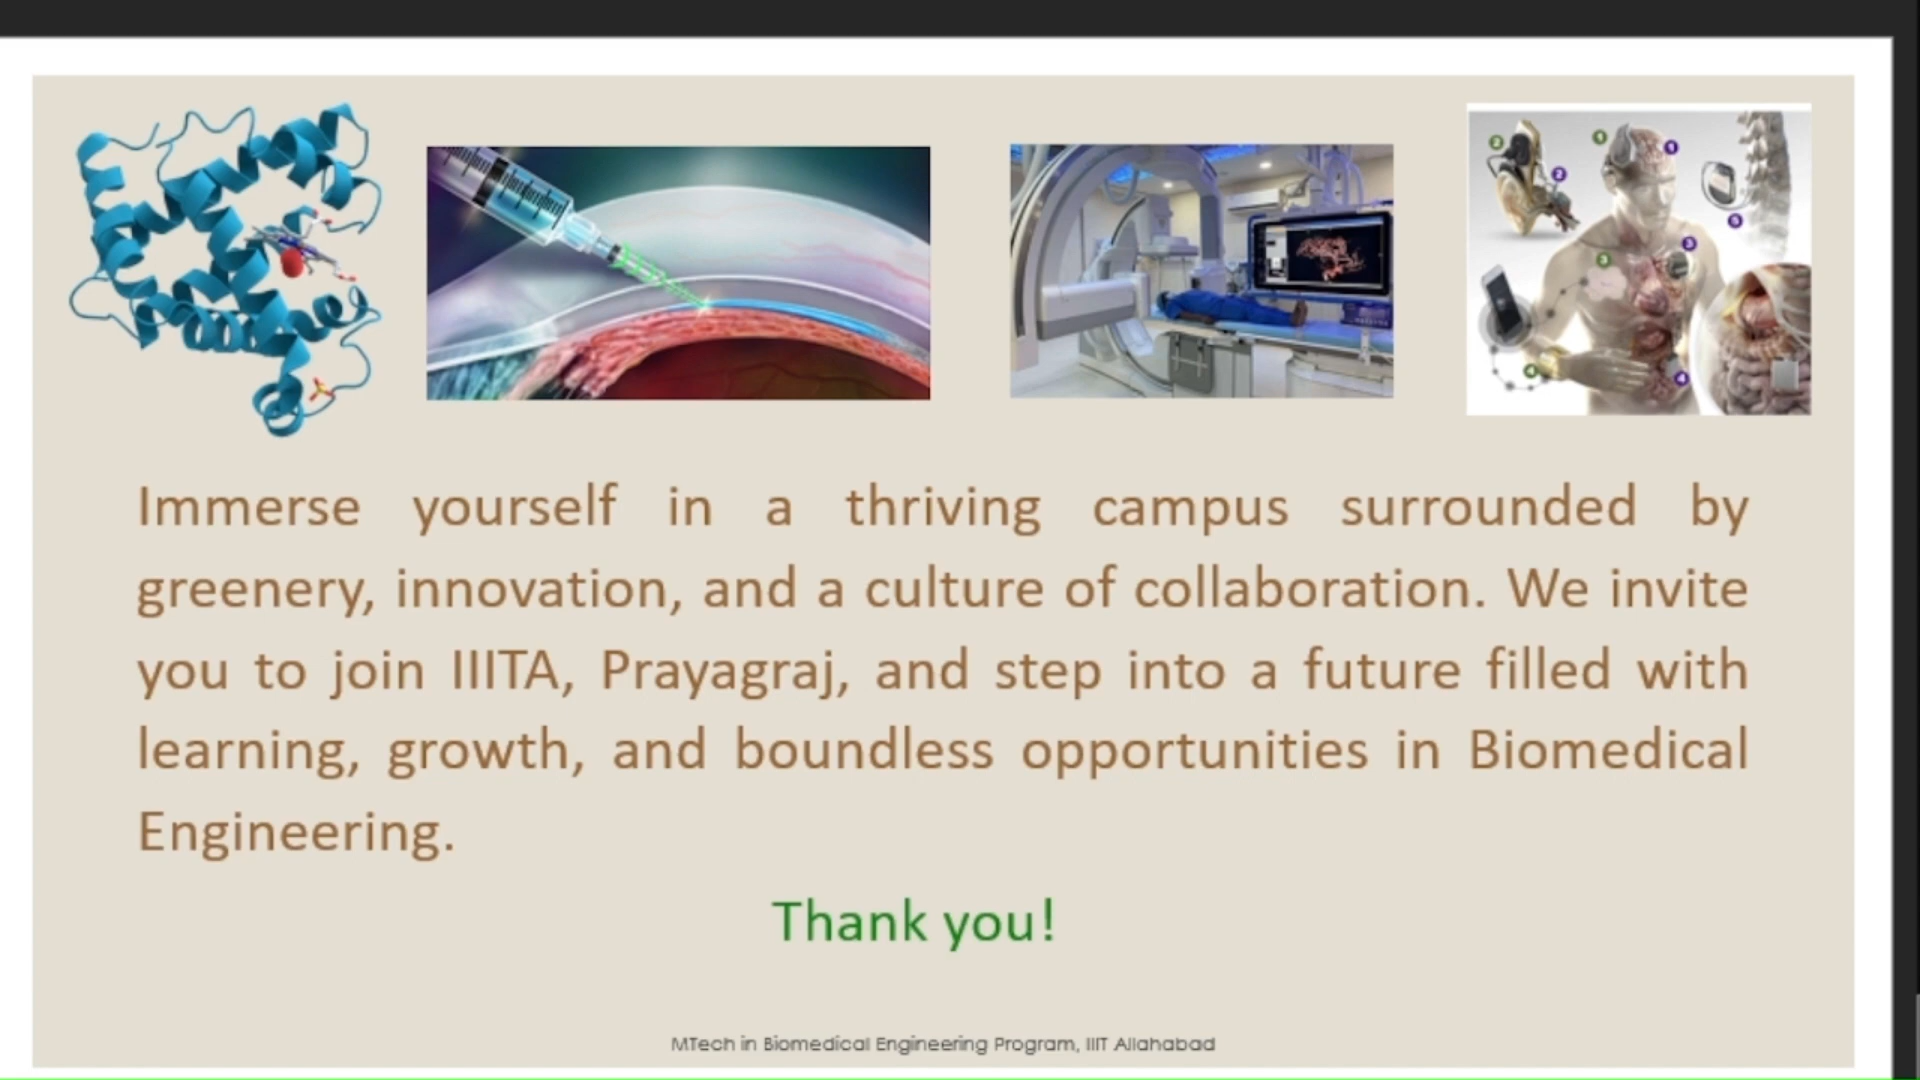 Immerse yourself in a thriving campus surrounded by
greenery, innovation, and a culture of collaboration. We invite
you to join IIITA, Prayagraj, and step into a future filled with
learning, growth, and boundless opportunities in Biomedical
Engineering.
Thank you!
MTech in Biomedical Engineering Program, IIIT Allahabad